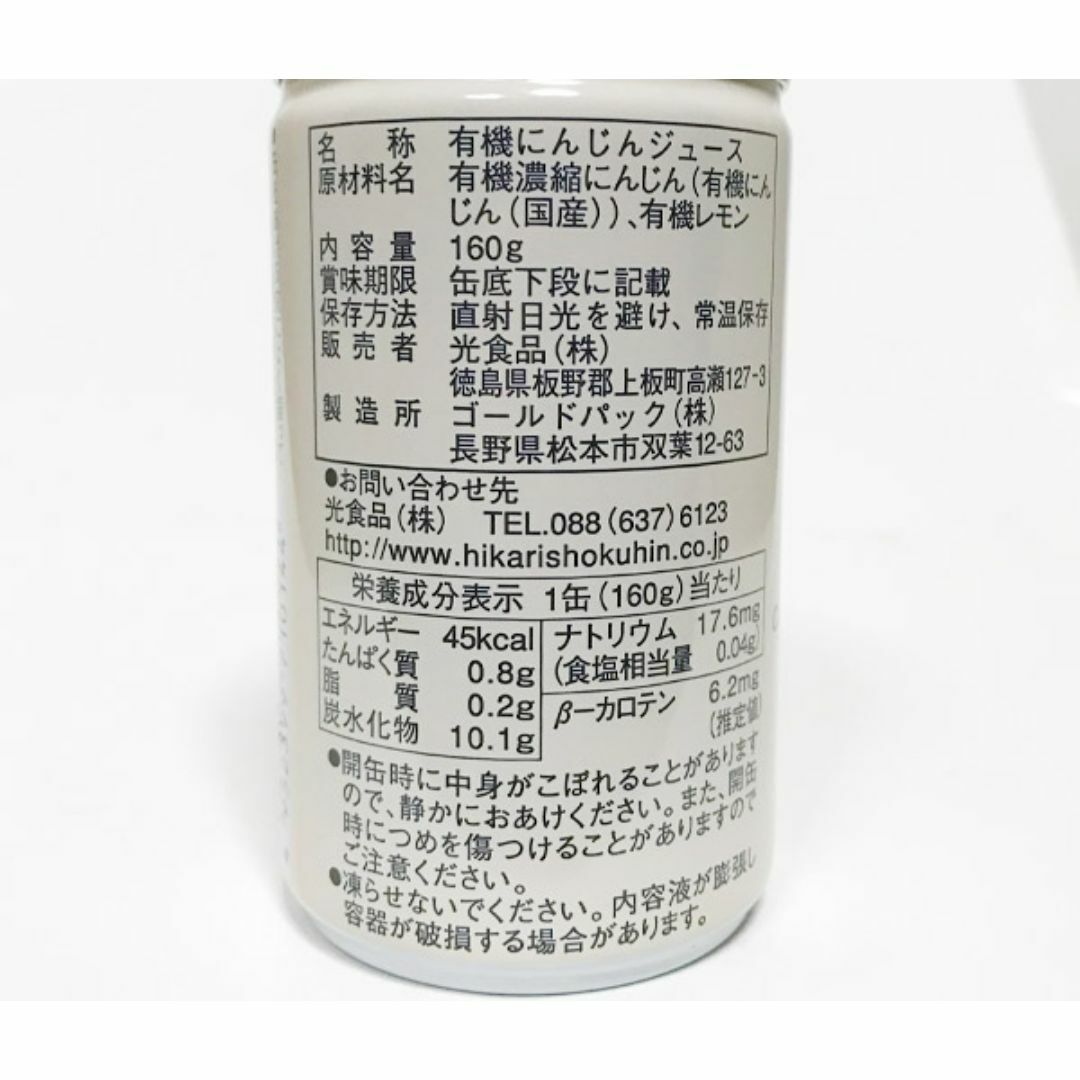 名称 有機にんじんジュース
原材料名 有機濃縮にんじん(有機にん
じん(国産))、有機レモン
内容量 160g
賞味期限 缶底下段に記載
保存方法 直射日光を避け、常温保存
販売者 光食品(株)
徳島県板野郡上板町高瀬127-3
製造所 ゴールドパック(株)
長野県松本市双葉12-63
●お問い合わせ先
光食品(株) TEL.088(637)6123
http://www.hikarishokuhin.co.jp
栄養成分表示 1缶(160g)当たり
エネルギー 45kcal
たんぱく質 0.8g
脂質 0.2g
炭水化物 10.1g
ナトリウム 17.6mg
(食塩相当量 0.04g)
β-カロテン 6.2mg
(推定値)
●開缶時に中身がこぼれることがあります
ので、静かにおあけください。また、開缶
時につめを傷つけることがありますので
ご注意ください。
●凍らせないでください。内容液が膨張し
容器が破損する場合があります。